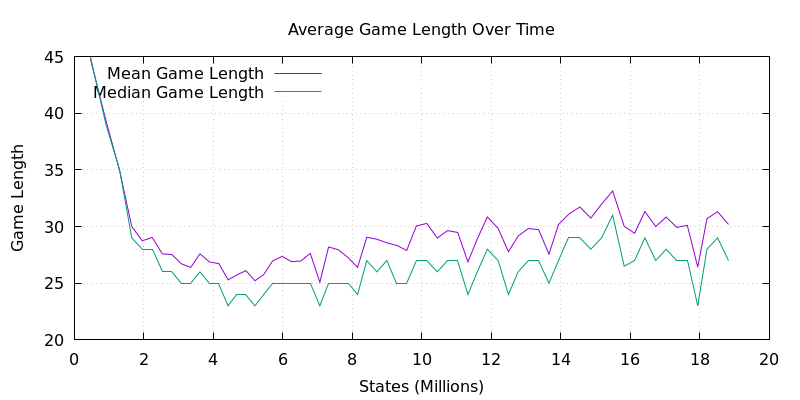 Average Game Length Over Time
45
40
35
30
25
20
Mean Game Length
Median Game Length
Game Length
0 2 4 6 8 10 12 14 16 18 20
States (Millions)